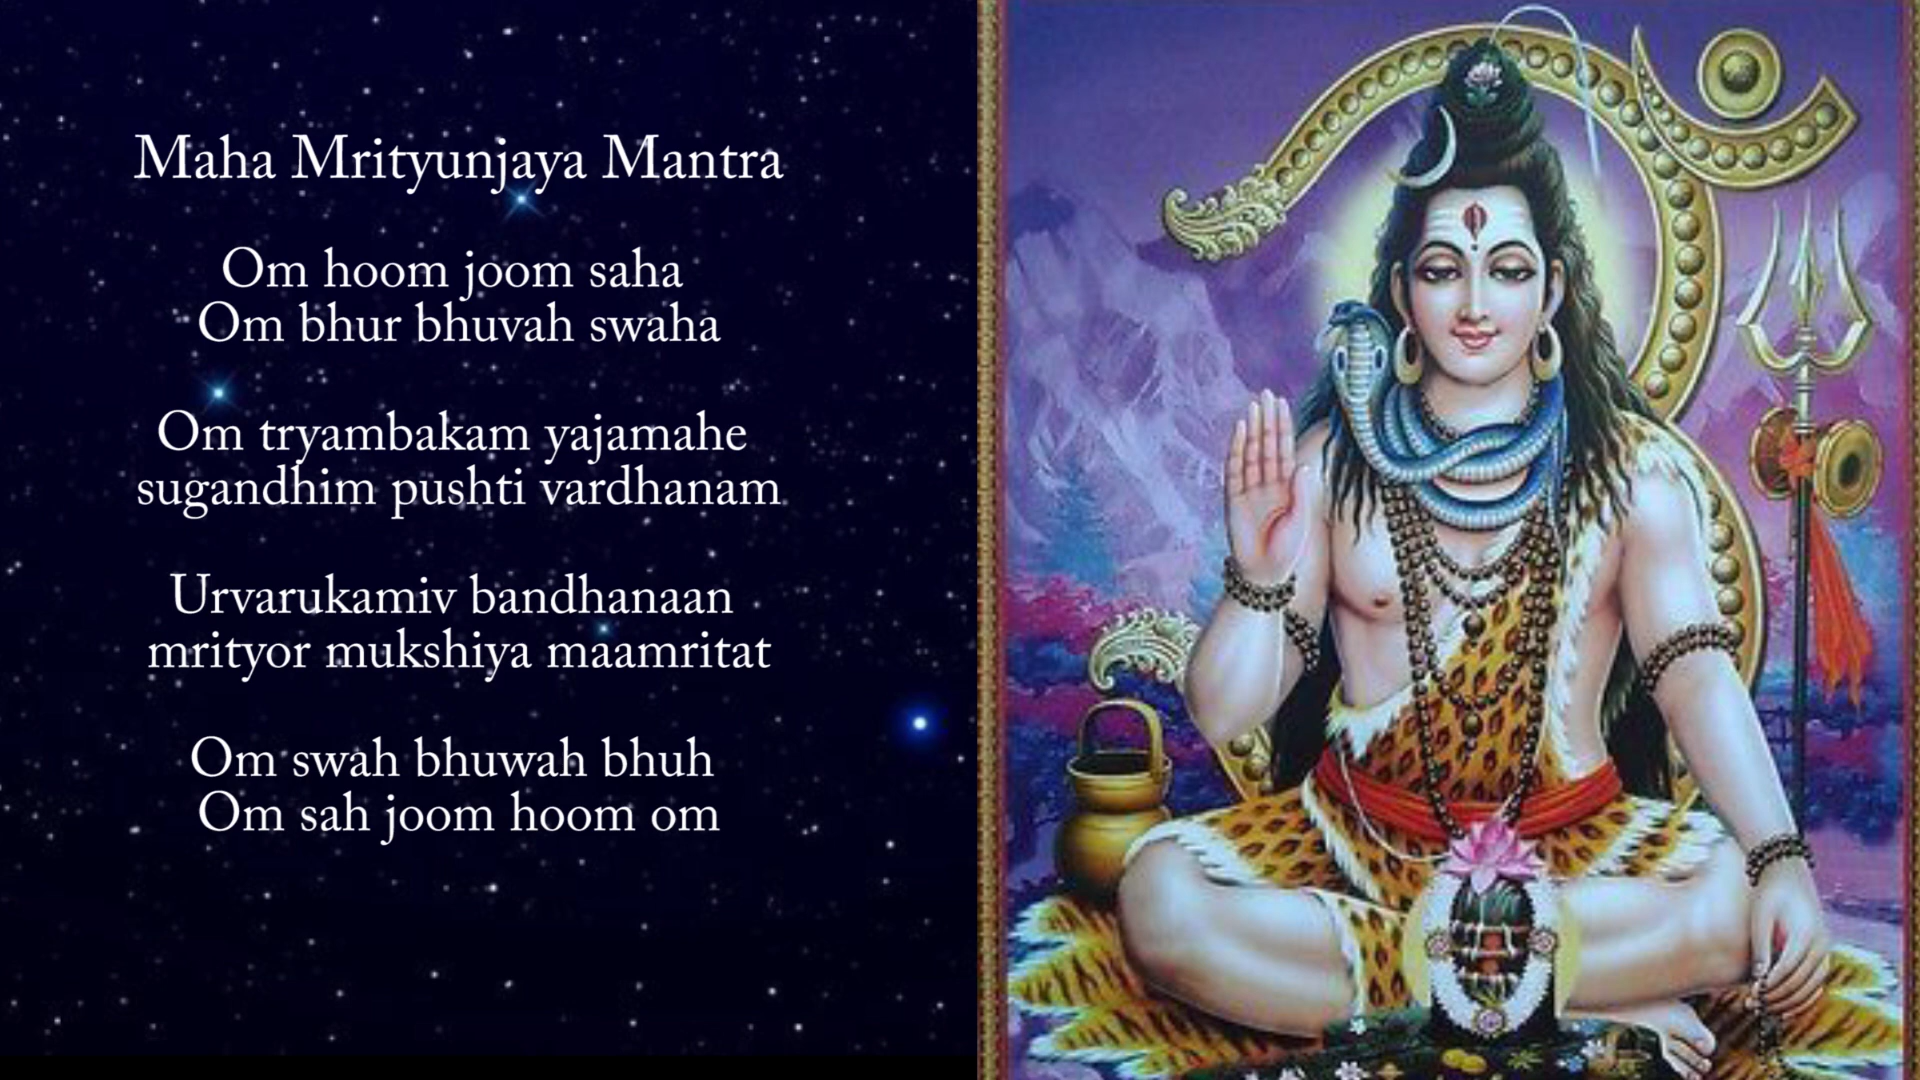 Maha Mrityunjaya Mantra
Om hoom joom saha
Om bhur bhuvah swaha
Om tryambakam yajamahe
sugandhim pushti vardhanam
Urvarukamiv bandhanaan
mrityor mukshiya maamritat
Om swah bhuwah bhuh
Om sah joom hoom om